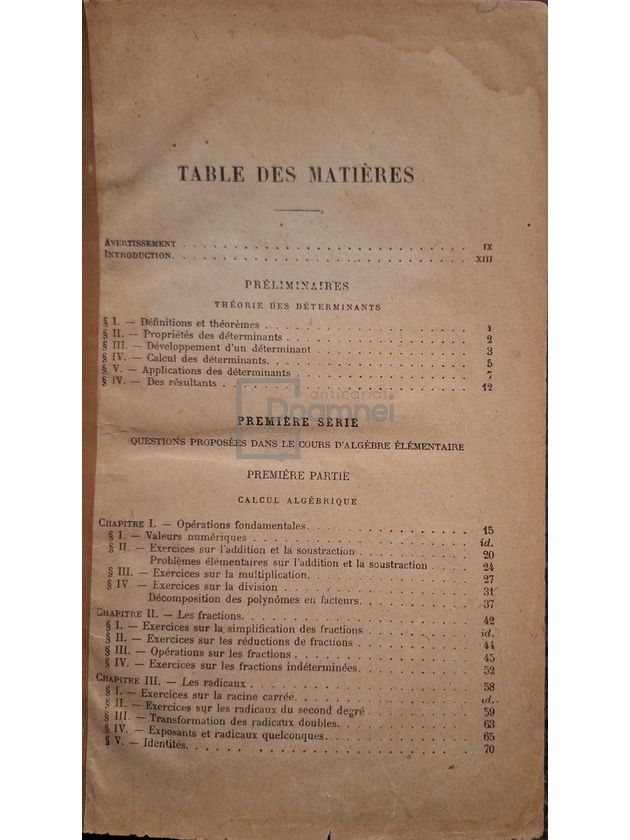 TABLE DES MATIÈRES
AVERTISSEMENT . . . . . IX
INTRODUCTION. . . . . . XIII
PRÉLIMINAIRES
THÉORIE DES DÉTERMINANTS
§ I. — Définitions et théorèmes . . . . . 1
§ II. — Propriétés des déterminants . . . . . 2
§ III. — Développement d'un déterminant . . . . . 3
§ IV. — Calcul des déterminants. . . . . . 5
§ V. — Applications des déterminants . . . . . 7
§ IV. — Des résultants . . . . . 12
anticariat
Doamnei
PREMIÈRE SÉRIE
QUESTIONS PROPOSÉES DANS LE COURS D'ALGÈBRE ÉLÉMENTAIRE
PREMIÈRE PARTIE
CALCUL ALGÉBRIQUE
CHAPITRE I. — Opérations fondamentales. . . . . . 15
§ I. — Valeurs numériques . . . . . id.
§ II. — Exercices sur l'addition et la soustraction . . . . . 20
Problèmes élémentaires sur l'addition et la soustraction . . . . . 24
§ III. — Exercices sur la multiplication. . . . . . 27
§ IV. — Exercices sur la division . . . . . 31
Décomposition des polynômes en facteurs. . . . . . 37
CHAPITRE II. — Les fractions. . . . . . 42
§ I. — Exercices sur la simplification des fractions . . . . . id.
§ II. — Exercices sur les réductions de fractions . . . . . 44
§ III. — Opérations sur les fractions . . . . . 45
§ IV. — Exercices sur les fractions indéterminées. . . . . . 52
CHAPITRE III. — Les radicaux . . . . . 58
§ I. — Exercices sur la racine carrée. . . . . . id.
§ II. — Exercices sur les radicaux du second degré . . . . . 59
§ III. — Transformation des radicaux doubles. . . . . . 63
§ IV. — Exposants et radicaux quelconques. . . . . . 65
§ V. — Identités. . . . . . 70